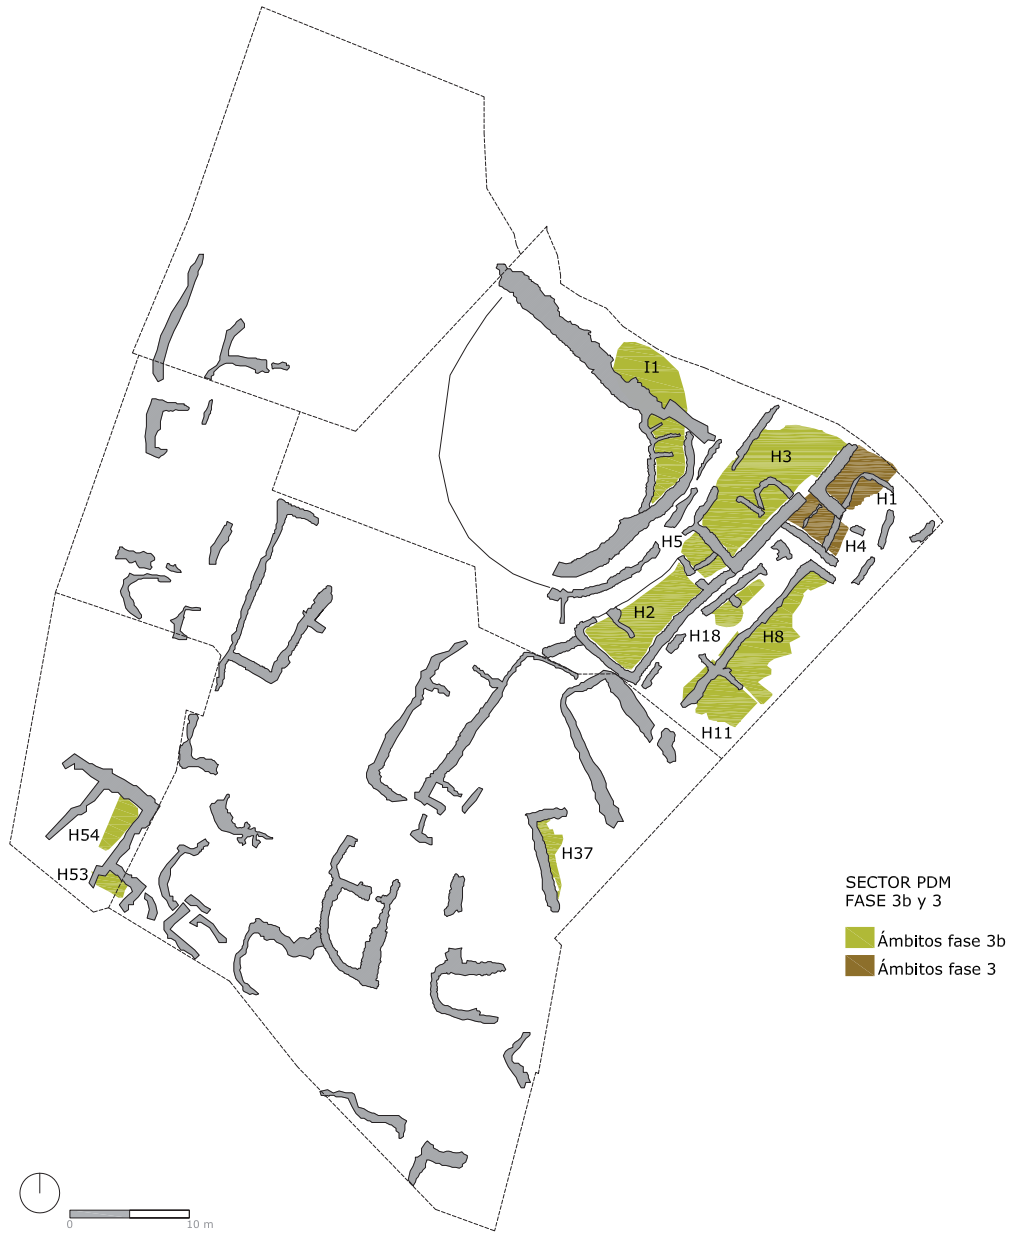 I1
H3
H1
H5
H4
H2
H18
H8
H11
H54
H37
H53
SECTOR PDM
FASE 3b y 3
Ámbitos fase 3b
Ámbitos fase 3
0
10 m